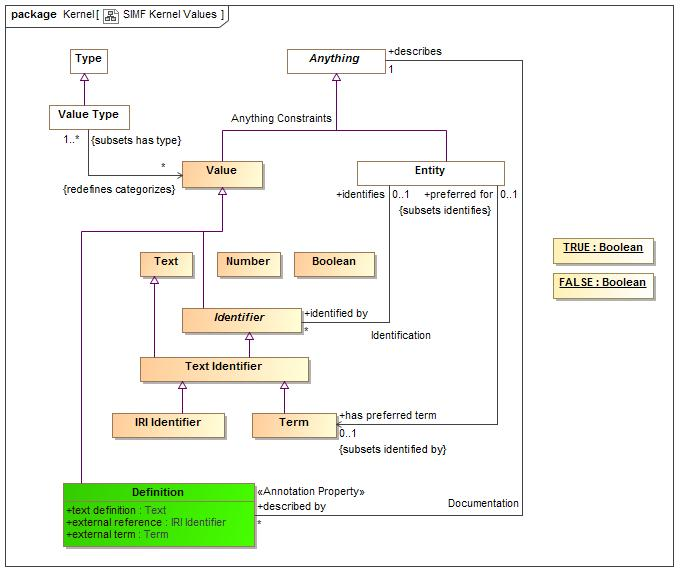 package Kernel[ SIMF Kernel Values ]
Type
Anything
+describes
1
Value Type
Anything Constraints
1..*
{subsets has type}
*
Value
Entity
{redefines categorizes}
+identifies
0..1
+preferred for
0..1
{subsets identifies}
Text
Number
Boolean
TRUE : Boolean
FALSE : Boolean
Identifier
+identified by
*
Identification
Text Identifier
IRI Identifier
Term
+has preferred term
0..1
{subsets identified by}
Definition
+text definition : Text
+external reference : IRI Identifier
+external term : Term
«Annotation Property»
+described by
*
Documentation